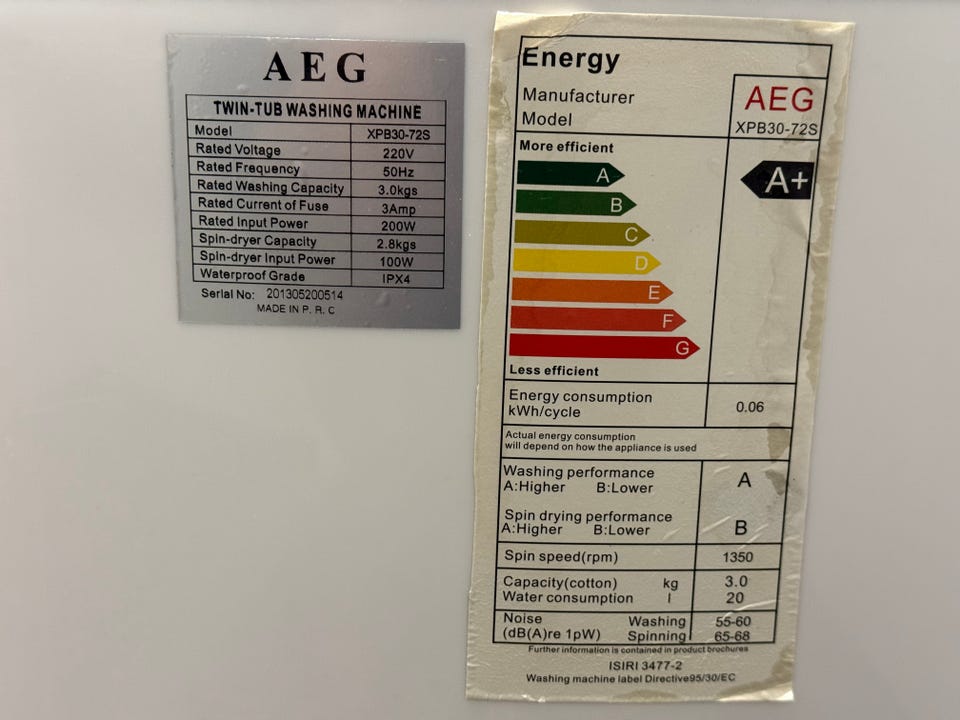 AEG
TWIN-TUB WASHING MACHINE
Model XPB30-72S
Rated Voltage 220V
Rated Frequency 50Hz
Rated Washing Capacity 3.0kgs
Rated Current of Fuse 3Amp
Rated Input Power 200W
Spin-dryer Capacity 2.8kgs
Spin-dryer Input Power 100W
Waterproof Grade IPX4
Serial No: 201305200514
MADE IN P. R. C
Energy
Manufacturer AEG
Model XPB30-72S
More efficient
A A+
B
C
D
E
F
G
Less efficient
Energy consumption
kWh/cycle 0.06
Actual energy consumption
will depend on how the appliance is used
Washing performance A
A:Higher B:Lower
Spin drying performance B
A:Higher B:Lower
Spin speed(rpm) 1350
Capacity(cotton) kg 3.0
Water consumption l 20
Noise Washing 55-60
(dB(A)re 1pW) Spinning 65-68
Further information is contained in product brochures
ISIRI 3477-2
Washing machine label Directive95/30/EC